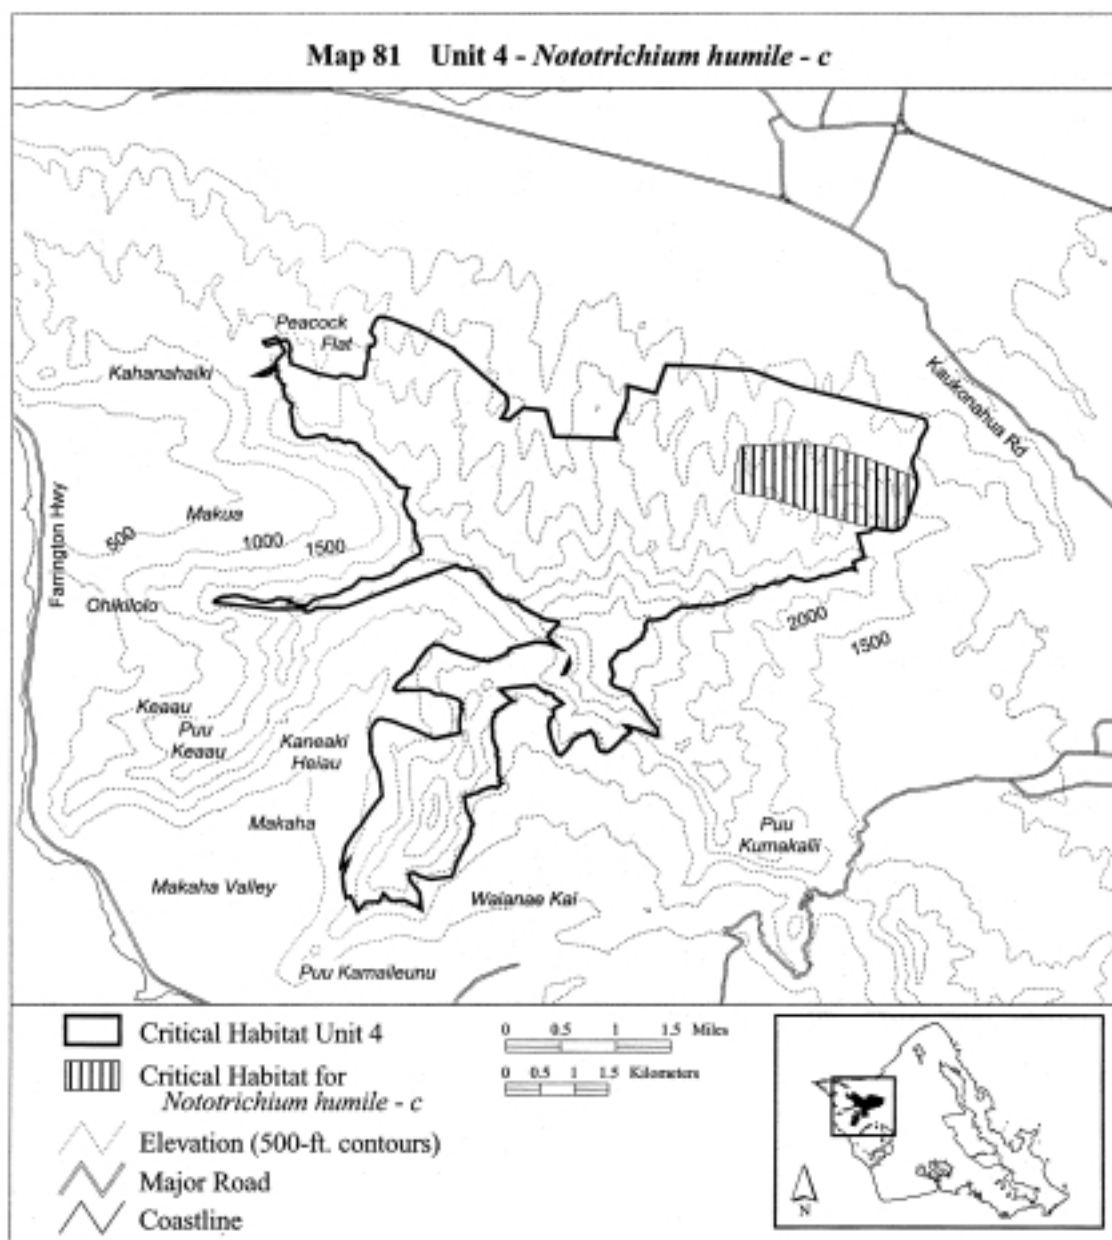 Map 81 Unit 4 - Nototrichium humile - c
Peacock
Flat
Kahanahaiki
Kaukonahua Rd
Farrington Hwy
Makua
500
1000
1500
Ohikilolo
2000
1500
Keaau
Puu
Keaau
Kaneaki
Heiau
Makaha
Puu
Kumakalii
Makaha Valley
Waianae Kai
Puu Kamaileunu
Critical Habitat Unit 4
Critical Habitat for
Nototrichium humile - c
Elevation (500-ft. contours)
Major Road
Coastline
0 0.5 1 1.5 Miles
0 0.5 1 1.5 Kilometers
N